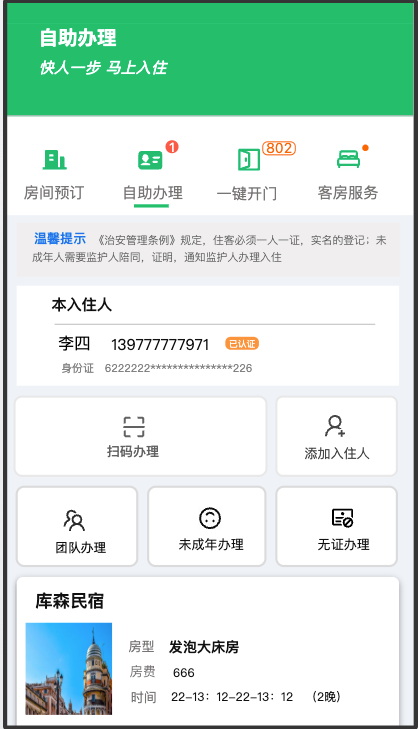 自助办理
快人一步 马上入住
1
802
房间预订 自助办理 一键开门 客房服务
温馨提示 《治安管理条例》规定，住客必须一人一证，实名的登记；未
成年人需要监护人陪同，证明，通知监护人办理入住
本入住人
李四 139777777971 已认证
身份证 6222222***************226
扫码办理 添加入住人
团队办理 未成年办理 无证办理
库森民宿
房型 发泡大床房
房费 666
时间 22-13：12-22-13：12 （2晚）